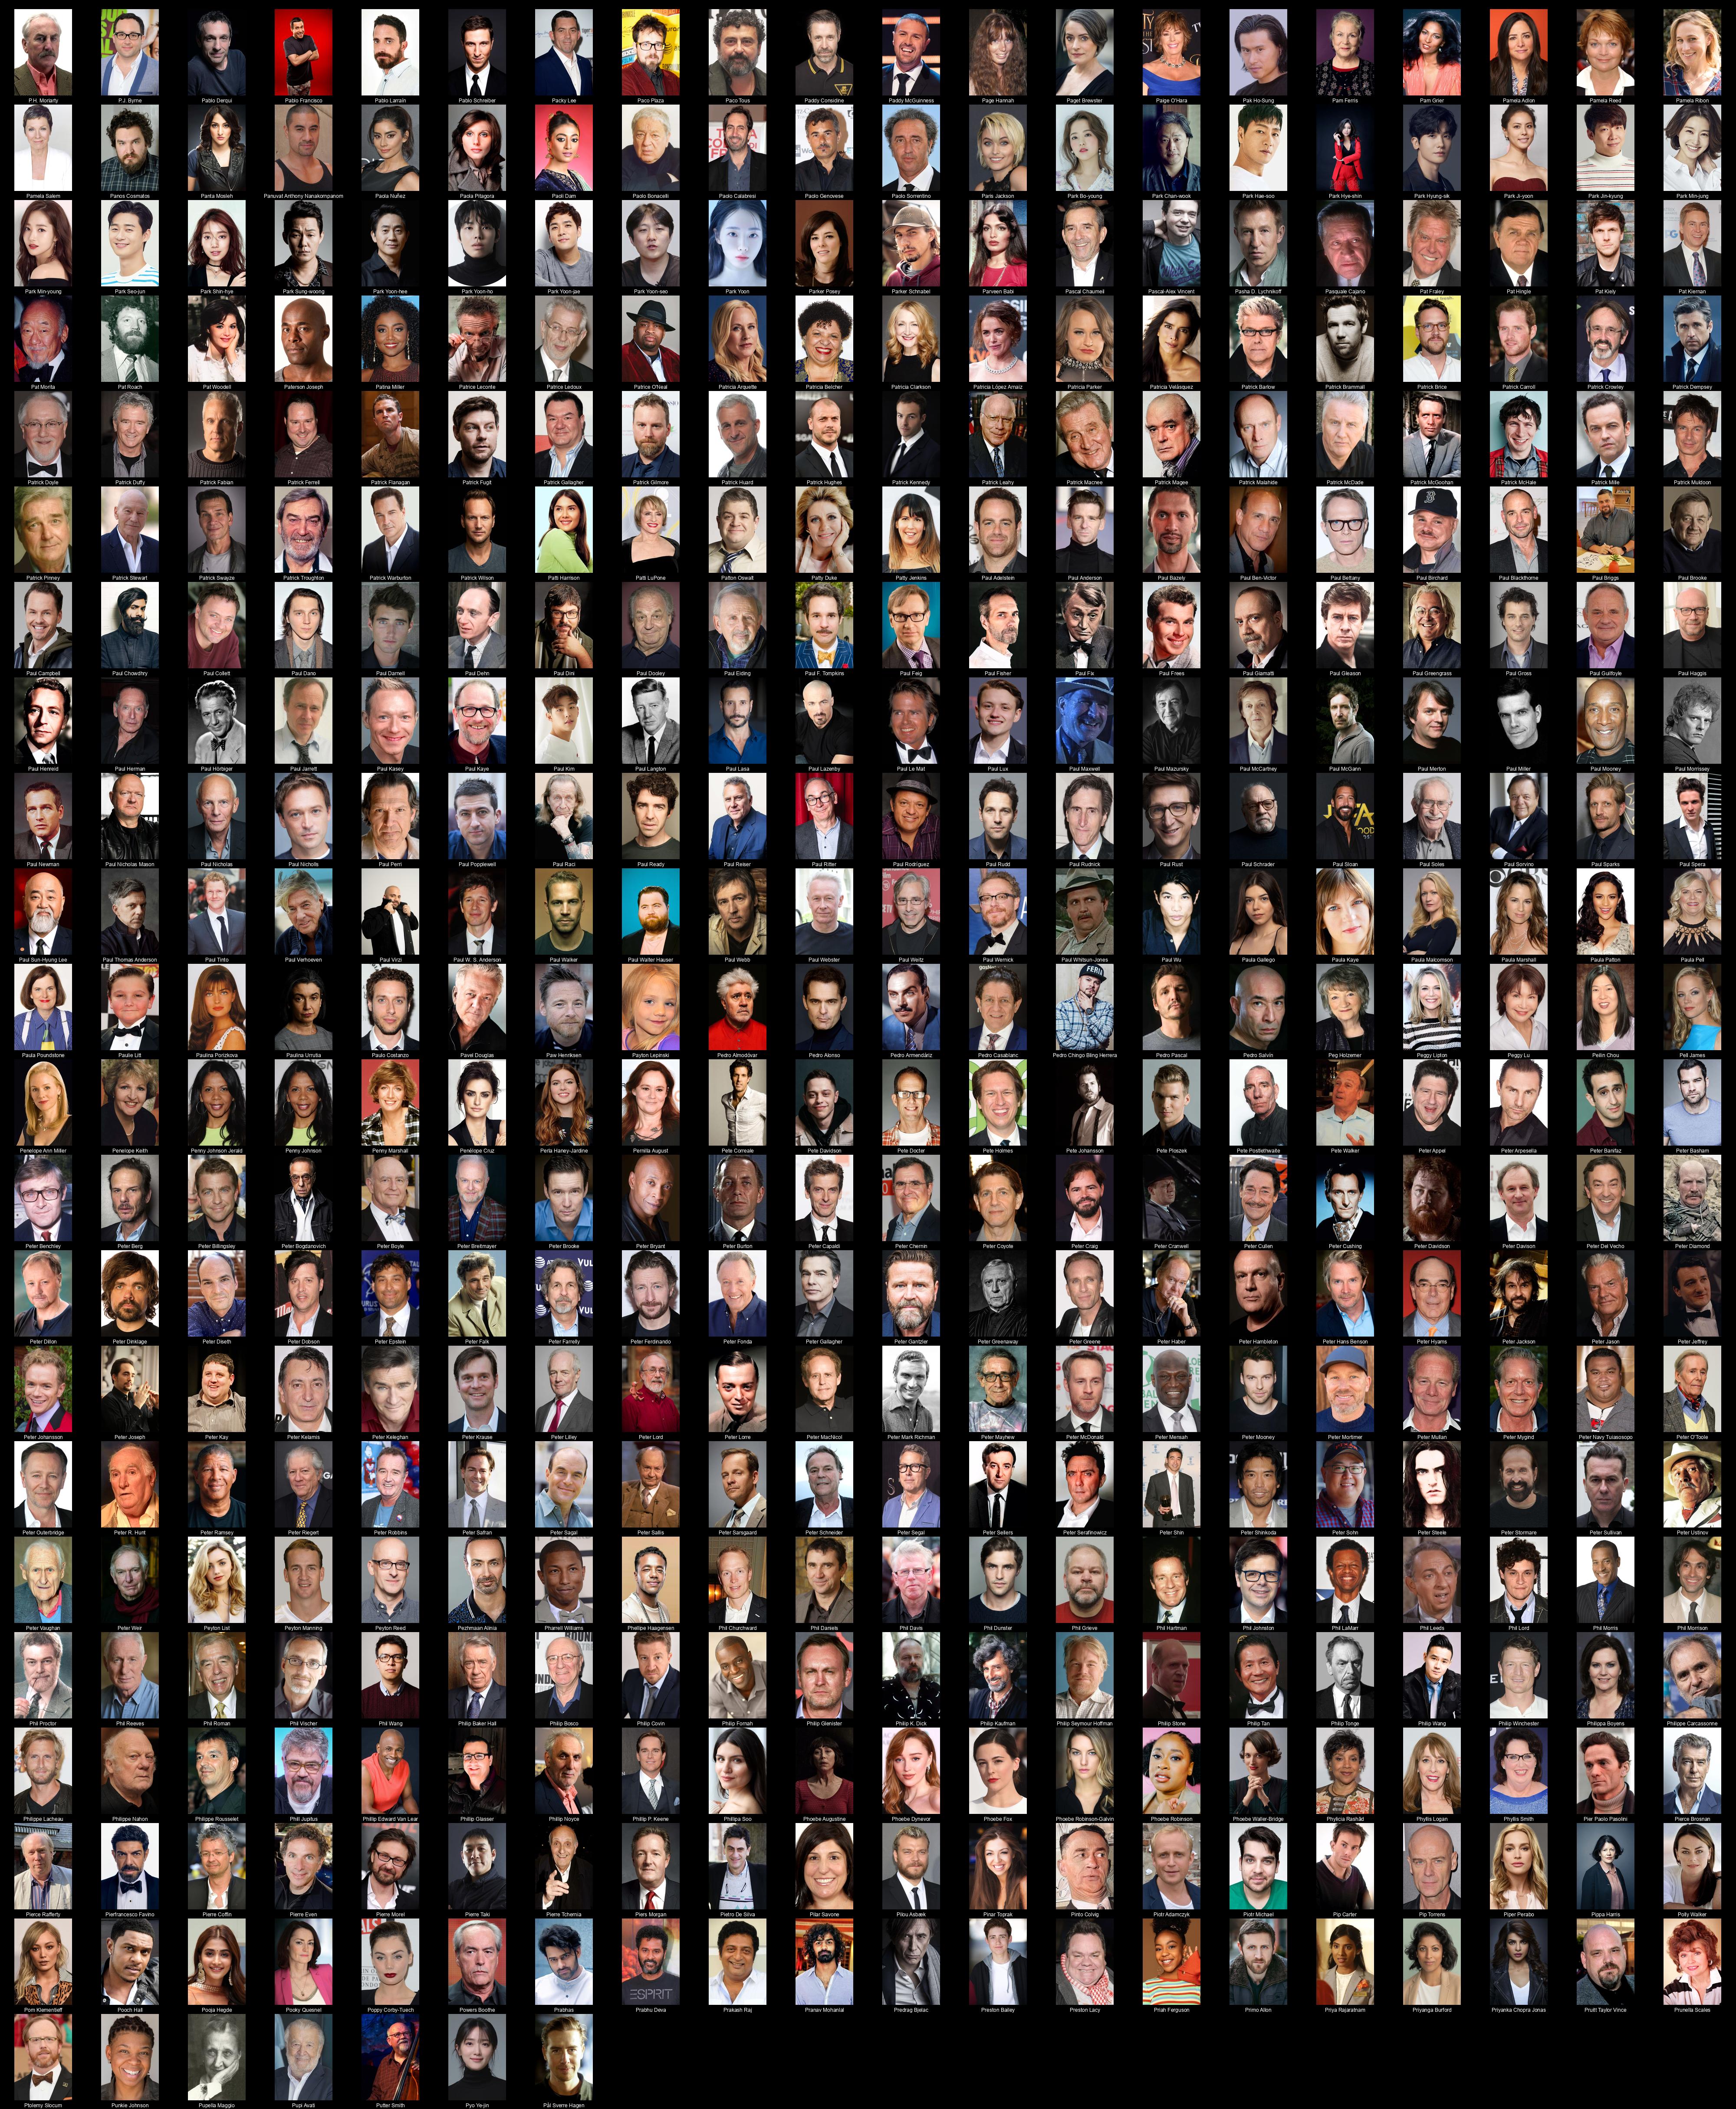 P.H. Moriarty P.J. Byrne Pablo Derqui Pablo Francisco Pablo Larraín Pablo Schreiber Packy Lee Paco Plaza Paco Tous Paddy Considine Paddy McGuinness Page Hannah Paget Brewster Paige O'Hara Pak Ho-Sung Pam Ferris Pam Grier Pamela Adlon Pamela Reed Pamela Ribon
Pamela Salem Panos Cosmatos Panta Mosleh Panuvat Anthony Nanakornpanom Paola Nuñez Paola Pitagora Paoli Dam Paolo Bonacelli Paolo Calabresi Paolo Genovese Paolo Sorrentino Paris Jackson Park Bo-young Park Chan-wook Park Hae-soo Park Hye-shin Park Hyung-sik Park Ji-yoon Park Jin-kyung Park Min-jung
Park Min-young Park Seo-jun Park Shin-hye Park Sung-woong Park Yoon-hee Park Yoon-ho Park Yoon-jae Park Yoon-seo Park Yoon Parker Posey Parker Schnabel Parveen Babi Pascal Chaumeil Pascal-Alex Vincent Pasha D. Lychnikoff Pasquale Cajano Pat Fraley Pat Hingle Pat Kiely Pat Kiernan
Pat Morita Pat Roach Pat Woodell Paterson Joseph Patina Miller Patrice Leconte Patrice Ledoux Patrice O'Neal Patricia Arquette Patricia Belcher Patricia Clarkson Patricia López Arnaiz Patricia Parker Patricia Velásquez Patrick Barlow Patrick Brammall Patrick Brice Patrick Carroll Patrick Crowley Patrick Dempsey
Patrick Doyle Patrick Duffy Patrick Fabian Patrick Ferrell Patrick Flanagan Patrick Fugit Patrick Gallagher Patrick Gilmore Patrick Huard Patrick Hughes Patrick Kennedy Patrick Leahy Patrick Macnee Patrick Magee Patrick Malahide Patrick McDade Patrick McGoohan Patrick McHale Patrick Mille Patrick Muldoon
Patrick Pinney Patrick Stewart Patrick Swayze Patrick Troughton Patrick Warburton Patrick Wilson Patti Harrison Patti LuPone Patton Oswalt Patty Duke Patty Jenkins Paul Adelstein Paul Anderson Paul Bazely Paul Ben-Victor Paul Bettany Paul Birchard Paul Blackthorne Paul Briggs Paul Brooke
Paul Campbell Paul Chowdhry Paul Collett Paul Dano Paul Darnell Paul Dehn Paul Dini Paul Dooley Paul Eiding Paul F. Tompkins Paul Feig Paul Fisher Paul Fix Paul Frees Paul Giamatti Paul Gleason Paul Greengrass Paul Gross Paul Guilfoyle Paul Haggis
Paul Henreid Paul Herman Paul Hörbiger Paul Jarrett Paul Kasey Paul Kaye Paul Kim Paul Langton Paul Lasa Paul Lazenby Paul Le Mat Paul Lux Paul Maxwell Paul Mazursky Paul McCartney Paul McGann Paul Merton Paul Miller Paul Mooney Paul Morrissey
Paul Newman Paul Nicholas Mason Paul Nicholas Paul Nicholls Paul Perri Paul Popplewell Paul Raci Paul Ready Paul Reiser Paul Ritter Paul Rodriguez Paul Rudd Paul Rudnick Paul Rust Paul Schrader Paul Sloan Paul Soles Paul Sorvino Paul Sparks Paul Spera
Paul Sun-Hyung Lee Paul Thomas Anderson Paul Tinto Paul Verhoeven Paul Virzi Paul W. S. Anderson Paul Walker Paul Walter Hauser Paul Webb Paul Webster Paul Weitz Paul Wernick Paul Whitsun-Jones Paul Wu Paula Gallego Paula Kaye Paula Malcomson Paula Marshall Paula Patton Paula Pell
Paula Poundstone Paulie Litt Paulina Porizkova Paulina Urrutia Paulo Costanzo Pavel Douglas Paw Henriksen Payton Lepinski Pedro Almodóvar Pedro Alonso Pedro Armendáriz Pedro Casablanc Pedro Chingo Bling Herrera Pedro Pascal Pedro Salvín Peg Holzemer Peggy Lipton Peggy Lu Peilin Chou Pell James
Penelope Ann Miller Penelope Keith Penny Johnson Jerald Penny Johnson Penny Marshall Penélope Cruz Perla Haney-Jardine Pernilla August Pete Correale Pete Davidson Pete Docter Pete Holmes Pete Johansson Pete Ploszek Pete Postlethwaite Pete Walker Peter Appel Peter Arpesella Peter Banifaz Peter Basham
Peter Benchley Peter Berg Peter Billingsley Peter Bogdanovich Peter Boyle Peter Breitmayer Peter Brooke Peter Bryant Peter Burton Peter Capaldi Peter Chernin Peter Coyote Peter Craig Peter Cranwell Peter Cullen Peter Cushing Peter Davidson Peter Davison Peter Del Vecho Peter Diamond
Peter Dillon Peter Dinklage Peter Diseth Peter Dobson Peter Epstein Peter Falk Peter Farrelly Peter Ferdinando Peter Fonda Peter Gallagher Peter Gantzler Peter Greenaway Peter Greene Peter Haber Peter Hambleton Peter Hans Benson Peter Hyams Peter Jackson Peter Jason Peter Jeffrey
Peter Johansson Peter Joseph Peter Kay Peter Kelamis Peter Keleghan Peter Krause Peter Lilley Peter Lord Peter Lorre Peter MacNicol Peter Mark Richman Peter Mayhew Peter McDonald Peter Mensah Peter Mooney Peter Mortimer Peter Mullan Peter Mygind Peter Navy Tuiasosopo Peter O'Toole
Peter Outerbridge Peter R. Hunt Peter Ramsey Peter Riegert Peter Robbins Peter Safran Peter Sagal Peter Sallis Peter Sarsgaard Peter Schneider Peter Segal Peter Sellers Peter Serafinowicz Peter Shin Peter Shinkoda Peter Sohn Peter Steele Peter Stormare Peter Sullivan Peter Ustinov
Peter Vaughan Peter Weir Peyton List Peyton Manning Peyton Reed Pezhmaan Alinia Pharrell Williams Phellipe Haagensen Phil Churchward Phil Daniels Phil Davis Phil Dunster Phil Grieve Phil Hartman Phil Johnston Phil LaMarr Phil Leeds Phil Lord Phil Morris Phil Morrison
Phil Proctor Phil Reeves Phil Roman Phil Vischer Phil Wang Philip Baker Hall Philip Bosco Philip Covin Philip Fornah Philip Glenister Philip K. Dick Philip Kaufman Philip Seymour Hoffman Philip Stone Philip Tan Philip Tonge Philip Wang Philip Winchester Philippa Boyens Philippe Carcassonne
Philippe Lacheau Philippe Nahon Philippe Rousselet Phill Jupitus Phillip Edward Van Lear Phillip Glasser Phillip Noyce Phillip P. Keene Phillipa Soo Phoebe Augustine Phoebe Dynevor Phoebe Fox Phoebe Robinson-Galvin Phoebe Robinson Phoebe Waller-Bridge Phylicia Rashād Phyllis Logan Phyllis Smith Pier Paolo Pasolini Pierce Brosnan
Pierce Rafferty Pierfrancesco Favino Pierre Coffin Pierre Even Pierre Morel Pierre Taki Pierre Tchernia Piers Morgan Pietro De Silva Pilar Savone Pilou Asbæk Pinar Toprak Pinto Colvig Piotr Adamczyk Piotr Michael Pip Carter Pip Torrens Piper Perabo Pippa Harris Polly Walker
Pom Klementieff Pooch Hall Pooja Hegde Pooky Quesnel Poppy Corby-Tuech Powers Boothe Prabhas Prabhu Deva Prakash Raj Pranav Mohanlal Predrag Bjelac Preston Bailey Preston Lacy Priah Ferguson Primo Allon Priya Rajaratnam Priyanga Burford Priyanka Chopra Jonas Pruitt Taylor Vince Prunella Scales
Ptolemy Slocum Punkie Johnson Pupella Maggio Pupi Avati Putter Smith Pyo Ye-jin Pål Sverre Hagen